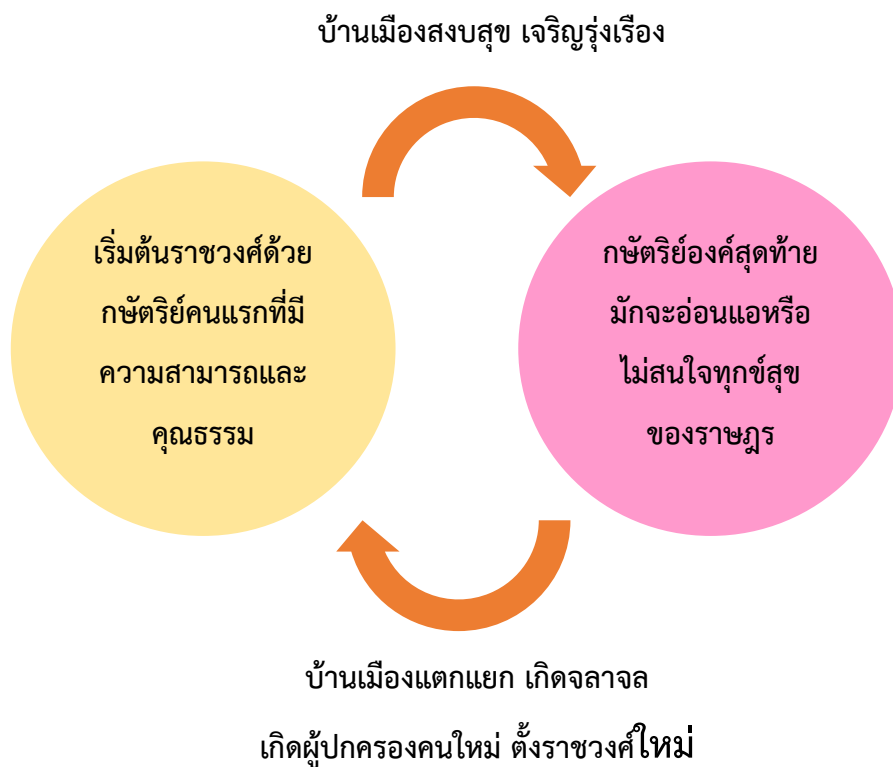 บ้านเมืองสงบสุข เจริญรุ่งเรือง
เริ่มต้นราชวงศ์ด้วย
กษัตริย์คนแรกที่มี
ความสามารถและ
คุณธรรม
กษัตริย์องค์สุดท้าย
มักจะอ่อนแอหรือ
ไม่สนใจทุกข์สุข
ของราษฎร
บ้านเมืองแตกแยก เกิดจลาจล
เกิดผู้ปกครองคนใหม่ ตั้งราชวงศ์ใหม่